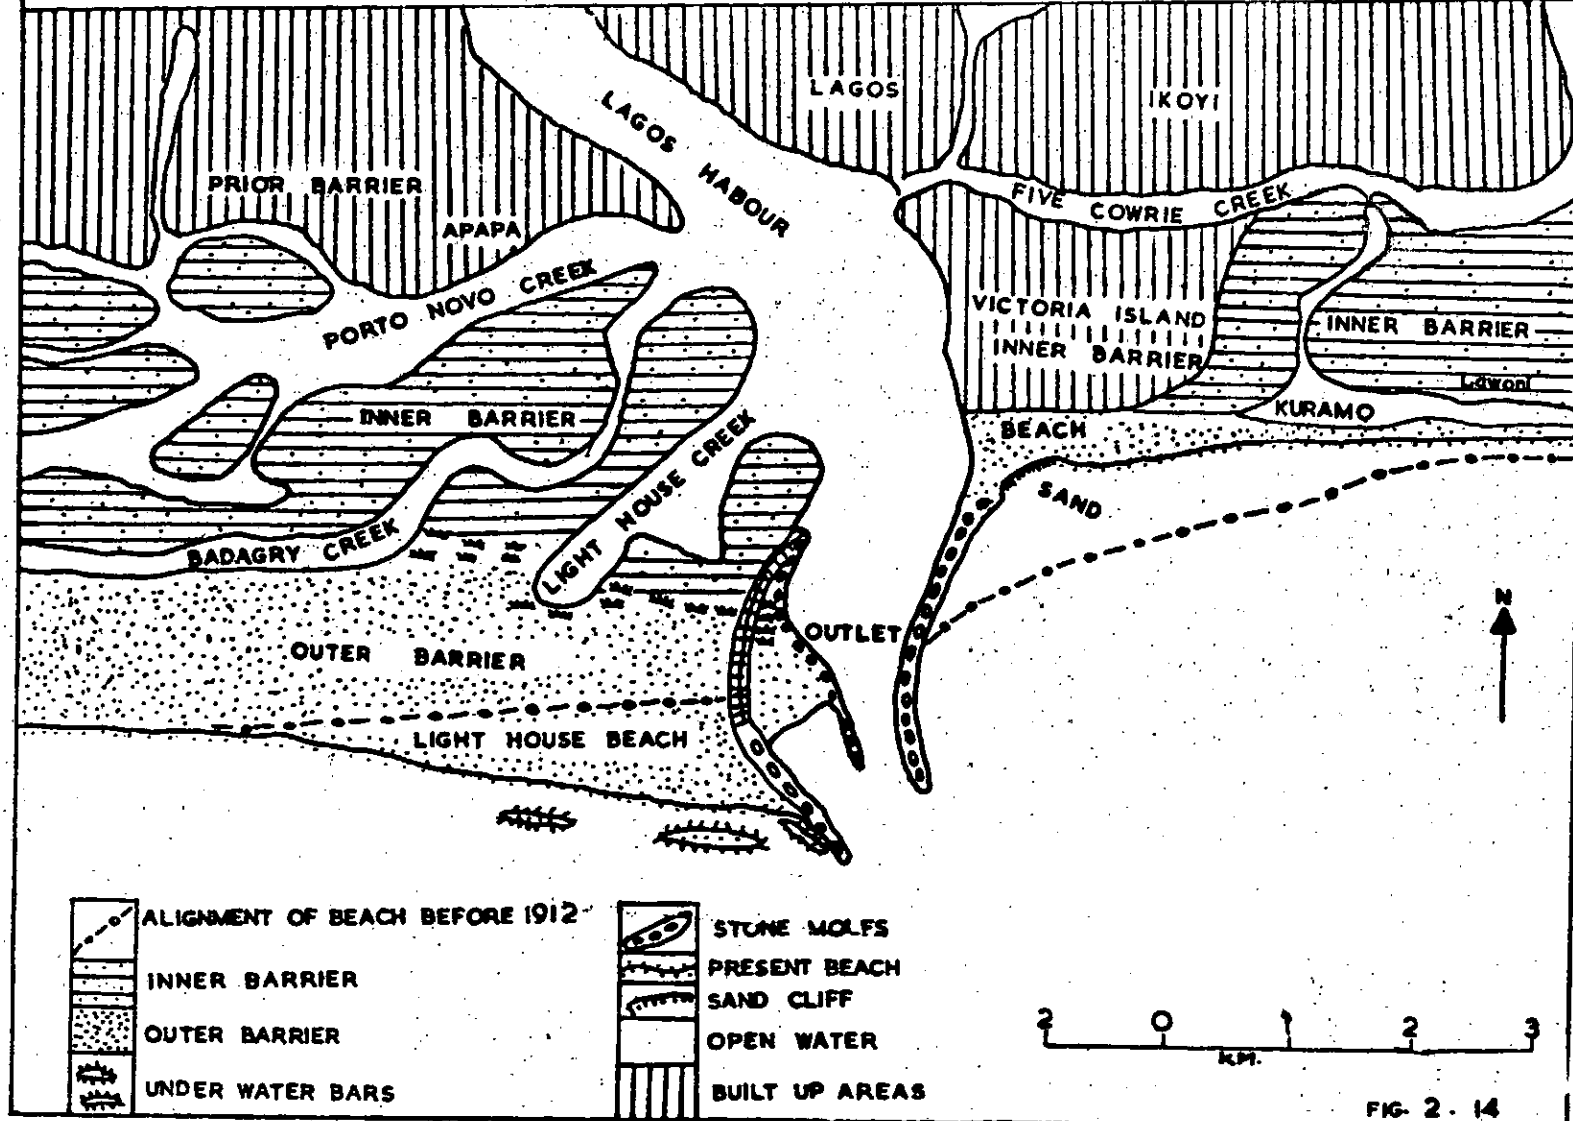 LAGOS
IKOYI
LAGOS HABOUR
PRIOR BARRIER
APAPA
FIVE COWRIE CREEK
PORTO NOVO CREEK
VICTORIA ISLAND
INNER BARRIER
INNER BARRIER
KURAMO
INNER BARRIER
BEACH
LIGHT HOUSE CREEK
SAND
BADAGRY CREEK
OUTLET
N
OUTER BARRIER
LIGHT HOUSE BEACH
ALIGNMENT OF BEACH BEFORE 1912
INNER BARRIER
OUTER BARRIER
UNDER WATER BARS
STONE MOLFS
PRESENT BEACH
SAND CLIFF
OPEN WATER
BUILT UP AREAS
2 0 1 2 3
KM.
FIG. 2. 14